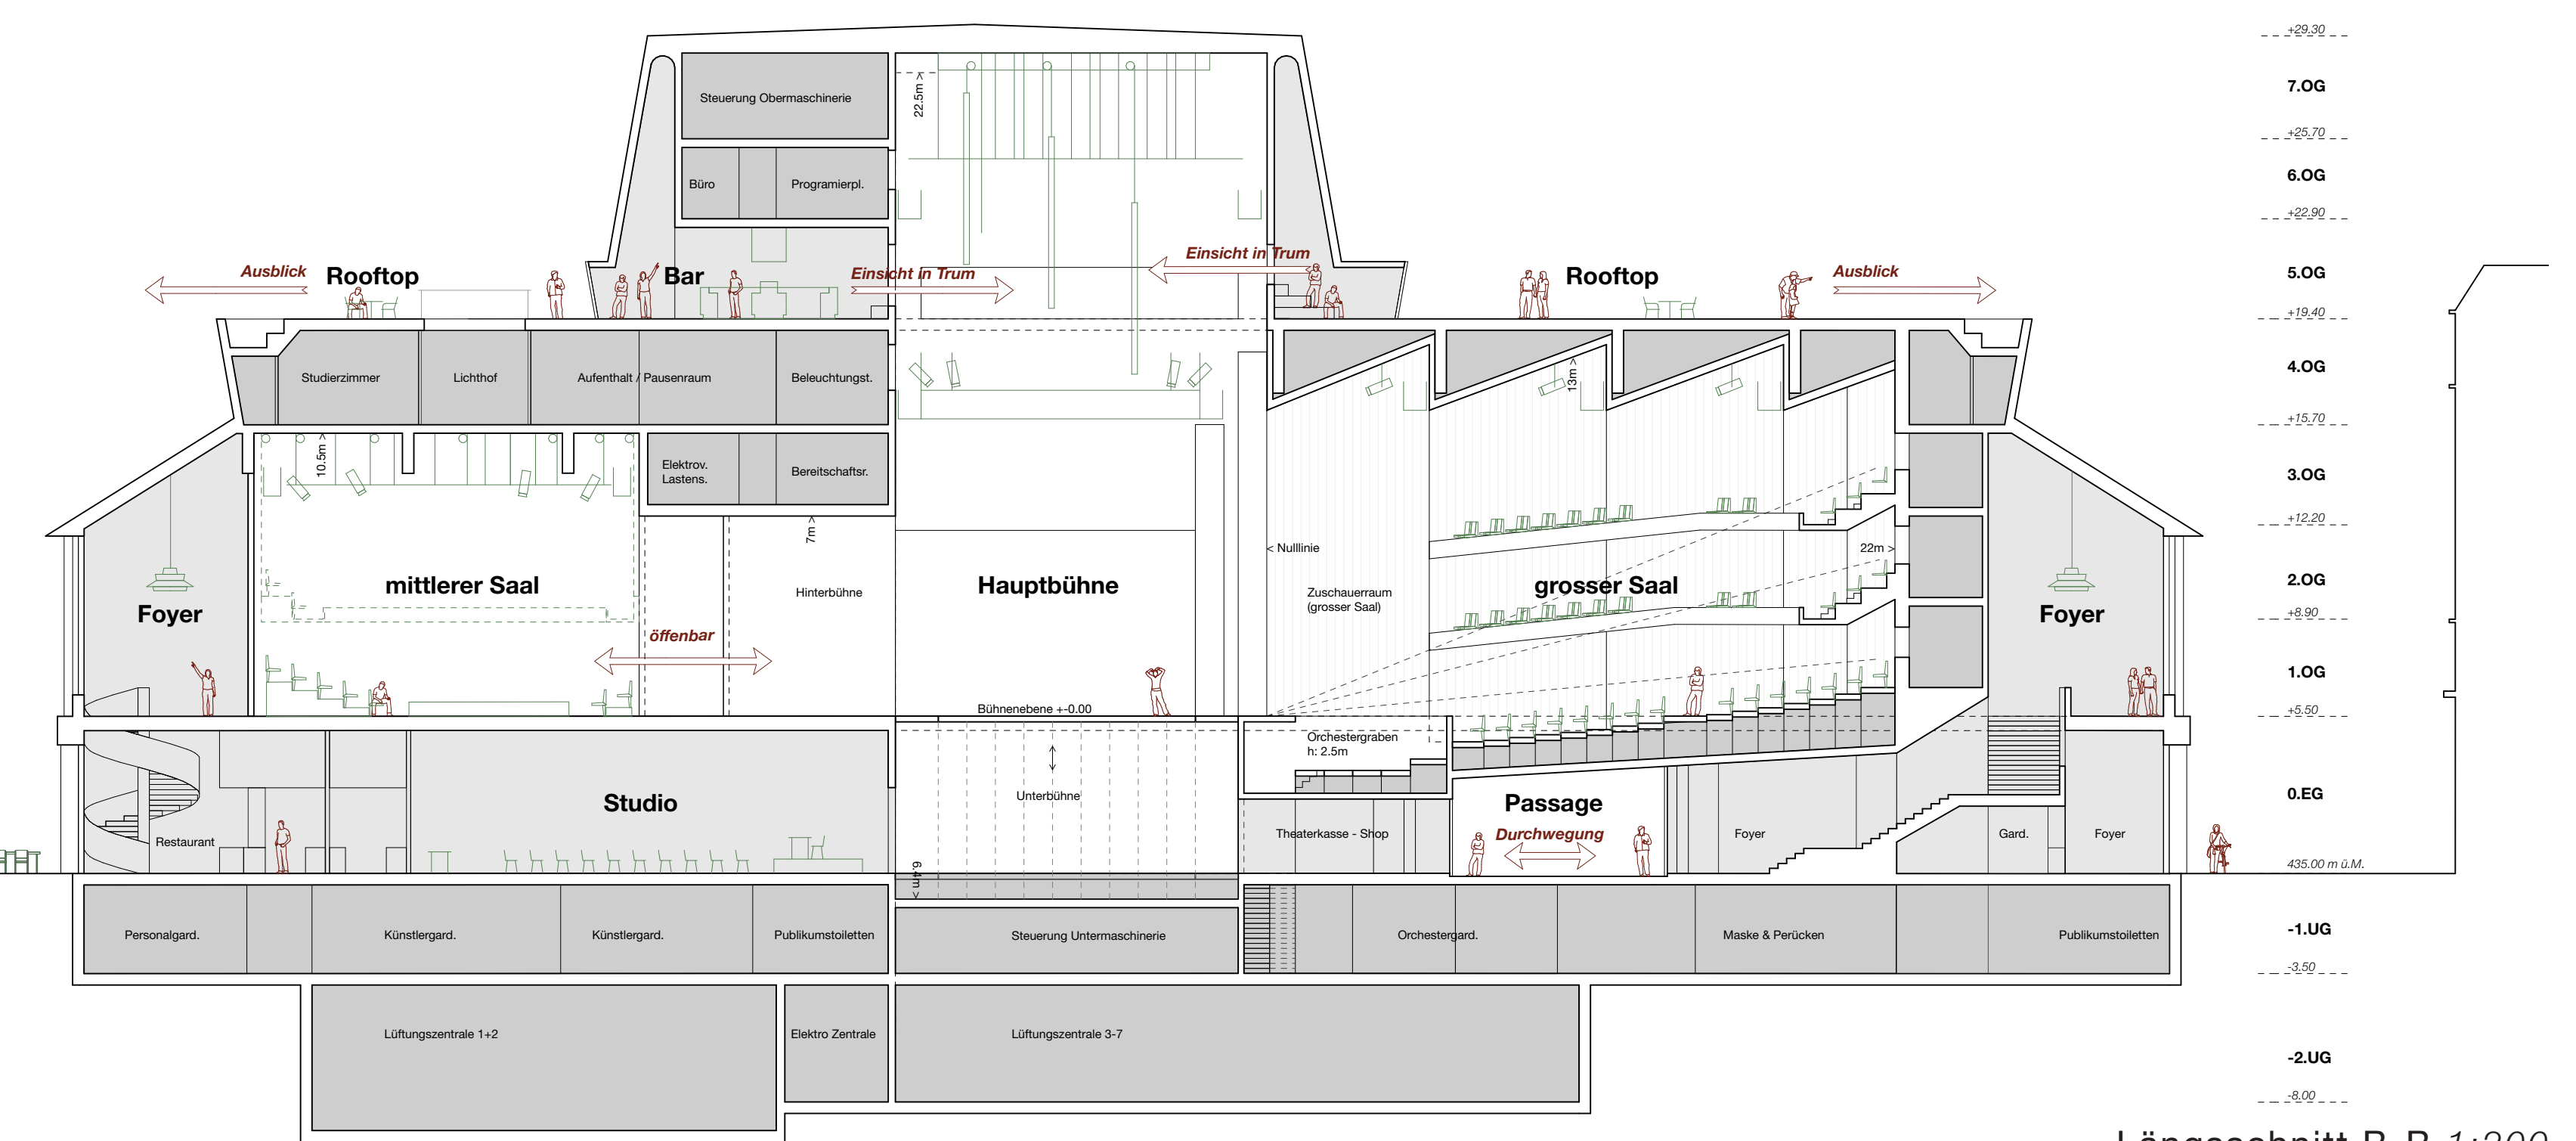 +29.30
7.OG
Steuerung Obermaschinerie
22.5m >
+25.70
6.OG
Büro
Programierpl.
+22.90
Ausblick
Rooftop
Bar
Einsicht in Trum
Einsicht in Trum
Rooftop
Ausblick
5.OG
+19.40
Studierzimmer
Lichthof
Aufenthalt / Pausenraum
Beleuchtungst.
13m >
4.OG
+15.70
10.5m >
Elektrov.
Lastens.
Bereitschaftsr.
3.OG
+12.20
7m >
< Nulllinie
22m >
Foyer
mittlerer Saal
Hinterbühne
Hauptbühne
Zuschauerraum
(grosser Saal)
grosser Saal
Foyer
2.OG
+8.90
öffenbar
1.OG
Bühnenebene +-0.00
+5.50
Orchestergraben
h: 2.5m
Restaurant
Studio
Unterbühne
Theaterkasse - Shop
Passage
Durchwegung
Foyer
Gard.
Foyer
0.EG
6.4m >
435.00 m ü.M.
Personalgard.
Künstlergard.
Künstlergard.
Publikumstoiletten
Steuerung Untermaschinerie
Orchestergard.
Maske & Perücken
Publikumstoiletten
-1.UG
-3.50
Lüftungszentrale 1+2
Elektro Zentrale
Lüftungszentrale 3-7
-2.UG
-8.00
Längsschnitt B-B 1:200